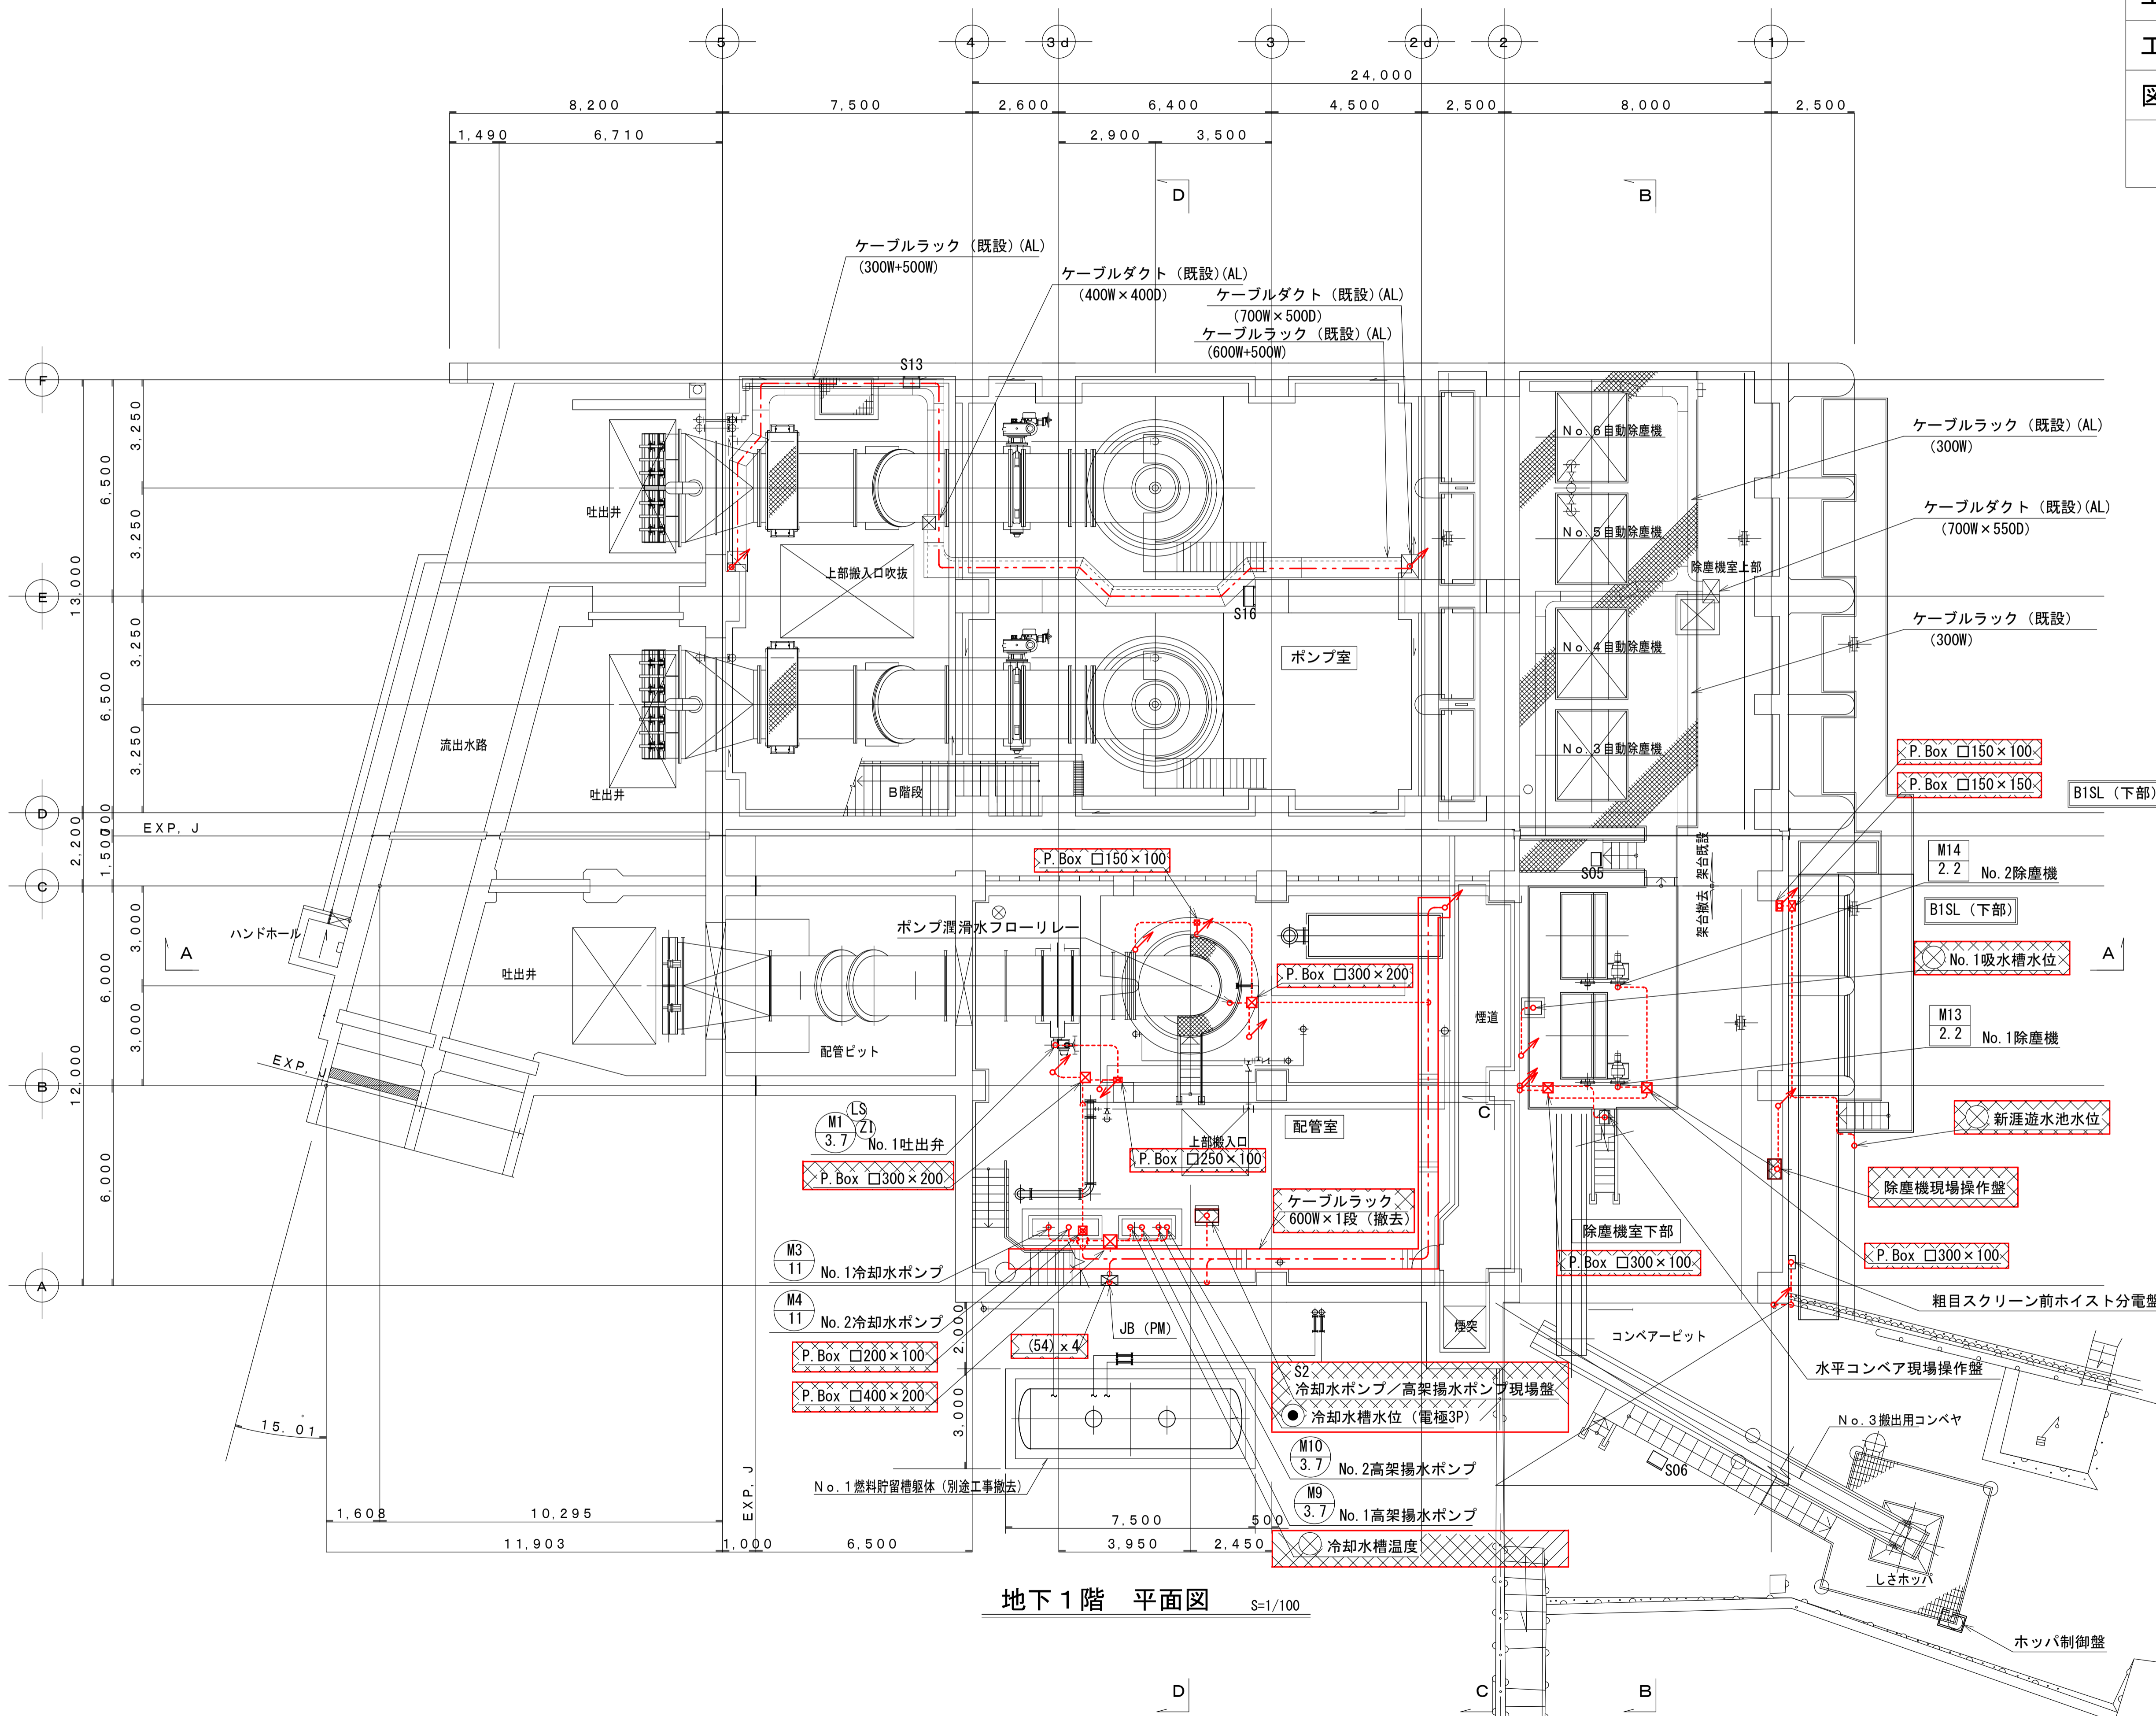 工
図
5
4
3d
3
2d
2
1
24,000
8,200
7,500
2,600
6,400
4,500
2,500
8,000
2,500
1,490
6,710
2,900
3,500
D
B
ケーブルラック (既設)(AL)
(300W+500W)
ケーブルダクト (既設)(AL)
(400W×400D)
ケーブルダクト (既設)(AL)
(700W×500D)
ケーブルラック (既設)(AL)
(600W+500W)
S13
F
3,250
6,500
3,250
13,000
E
3,250
6,500
3,250
D
2,200
700
1,500
EXP. J
C
3,000
6,000
3,000
12,000
B
6,000
A
No. 6自動除塵機
No. 5自動除塵機
No. 4自動除塵機
No. 3自動除塵機
除塵機室上部
ケーブルラック (既設)(AL)
(300W)
ケーブルダクト (既設)(AL)
(700W×550D)
ケーブルラック (既設)
(300W)
吐出井
上部搬入口吹抜
S16
ポンプ室
流出水路
吐出井
B階段
P. Box □150×100
P. Box □150×150
B1SL (下部)
P. Box □150×100
S05
架台撤去
架台既設
M14
2.2
No. 2除塵機
B1SL (下部)
ハンドホール
A
ポンプ潤滑水フローリレー
吐出井
P. Box □300×200
No. 1吸水槽水位
A
煙道
M13
2.2
No. 1除塵機
配管ピット
EXP. J
C
新涯遊水池水位
LS
M1
3.7
ZI
No. 1吐出弁
上部搬入口
配管室
P. Box □250×100
P. Box □300×200
ケーブルラック
600W×1段 (撤去)
除塵機現場操作盤
除塵機室下部
P. Box □300×100
P. Box □300×100
M3
11
No. 1冷却水ポンプ
M4
11
No. 2冷却水ポンプ
粗目スクリーン前ホイスト分電盤
2,000
(54) x 4
JB (PM)
煙突
コンベアーピット
P. Box □200×100
P. Box □400×200
S2
冷却水ポンプ/高架揚水ポンプ現場盤
冷却水槽水位 (電極3P)
水平コンベア現場操作盤
3,000
15. 01
No. 3搬出用コンベヤ
M10
3.7
No. 2高架揚水ポンプ
S06
No. 1燃料貯留槽躯体 (別途工事撤去)
EXP. J
M9
3.7
No. 1高架揚水ポンプ
1,608
10,295
7,500
500
11,903
1,000
6,500
3,950
2,450
冷却水槽温度
しさホッパ
地下1階 平面図 S=1/100
ホッパ制御盤
D
C
B